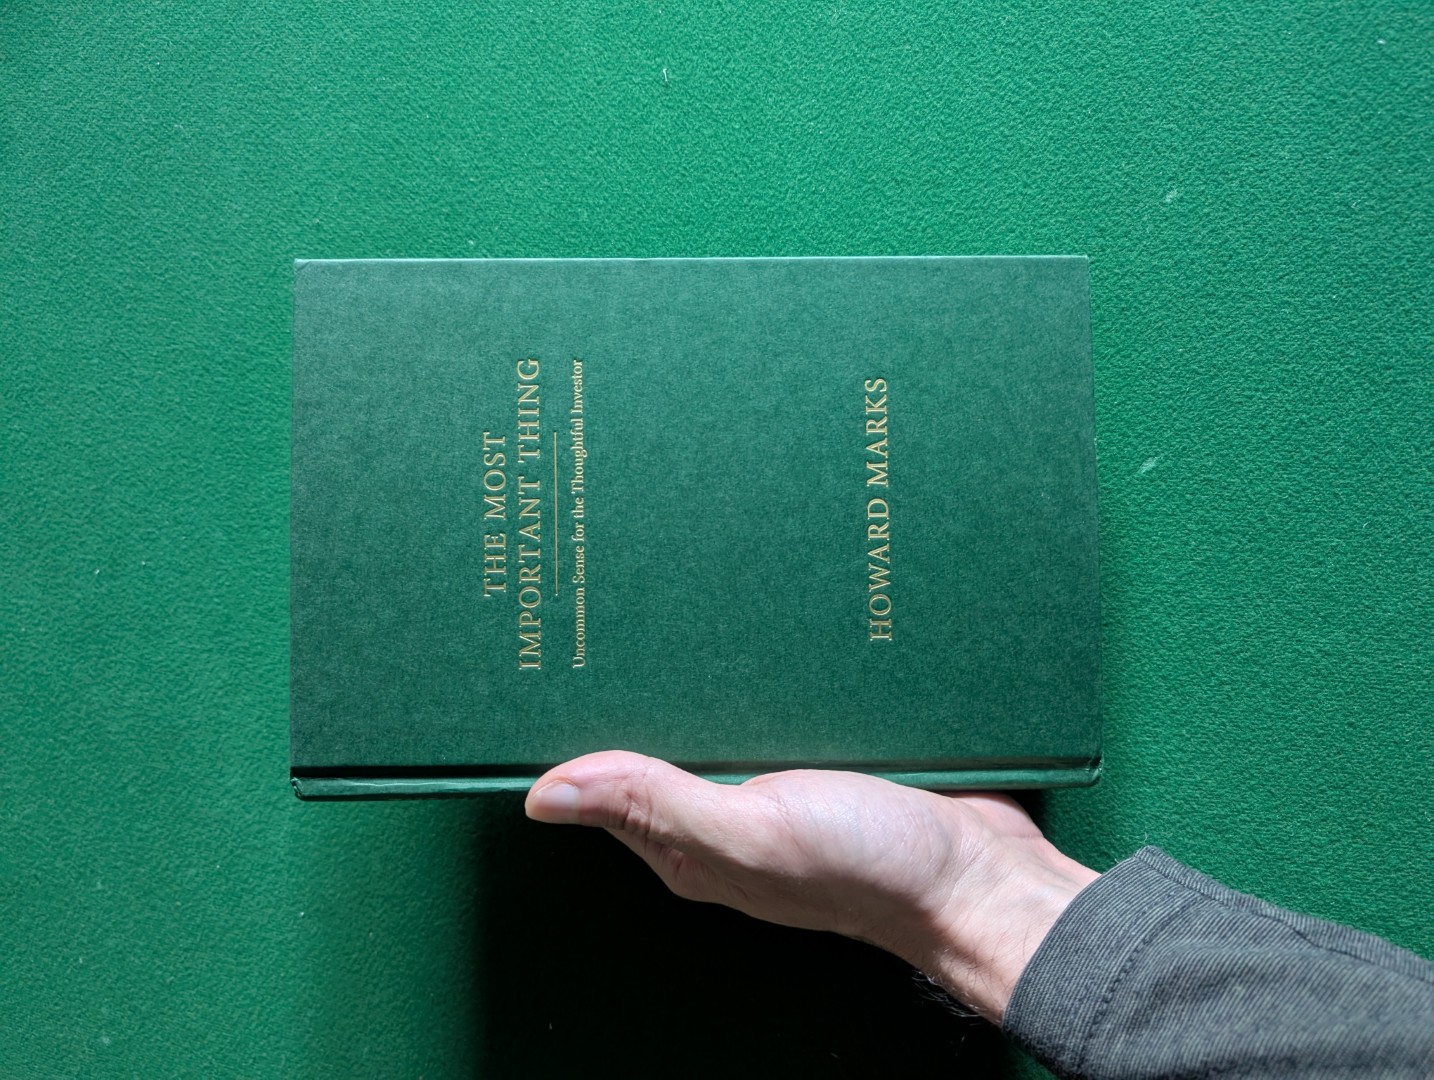 THE MOST
IMPORTANT THING
Uncommon Sense for the Thoughtful Investor
HOWARD MARKS